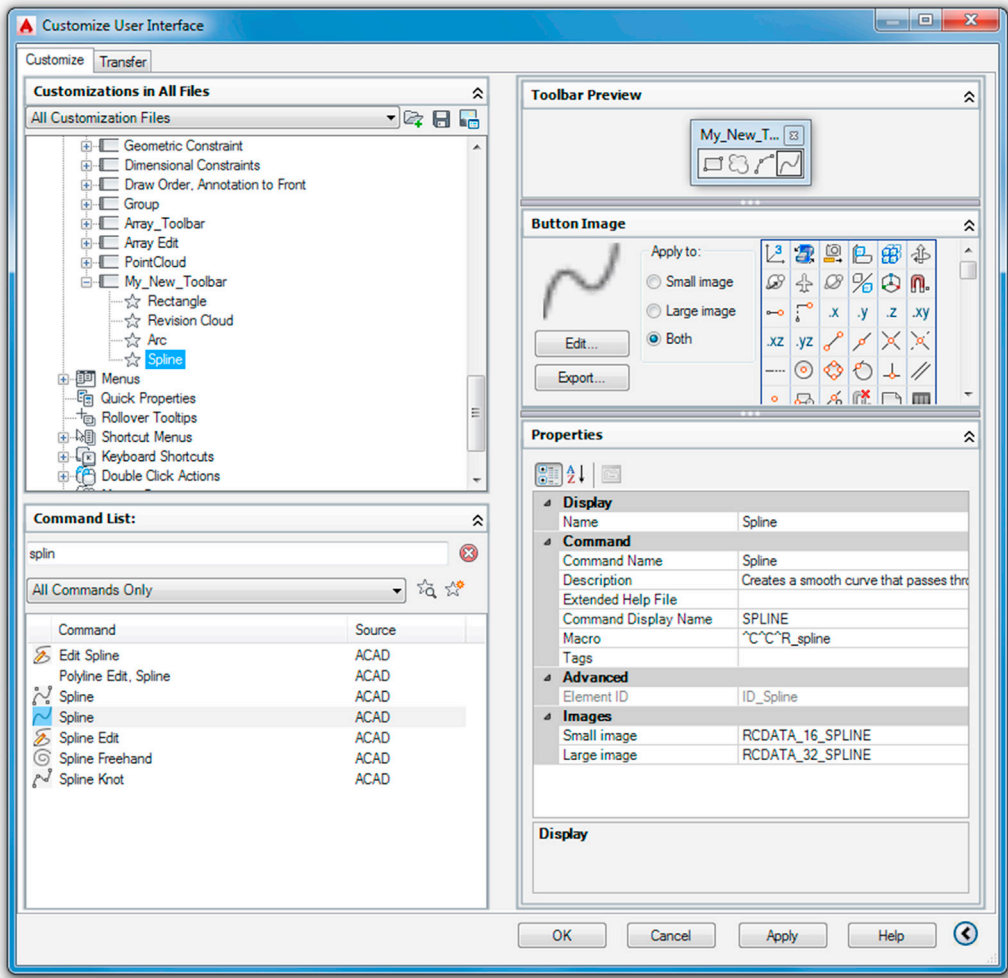 Customize User Interface
Customize
Transfer
Customizations in All Files
All Customization Files
Geometric Constraint
Dimensional Constraints
Draw Order, Annotation to Front
Group
Array_Toolbar
Array Edit
PointCloud
My_New_Toolbar
Rectangle
Revision Cloud
Arc
Spline
Menus
Quick Properties
Rollover Tooltips
Shortcut Menus
Keyboard Shortcuts
Double Click Actions
Command List:
splin
All Commands Only
Command Source
Edit Spline ACAD
Polyline Edit, Spline ACAD
Spline ACAD
Spline ACAD
Spline Edit ACAD
Spline Freehand ACAD
Spline Knot ACAD
Toolbar Preview
My_New_T...
Button Image
Apply to:
Small image
Large image
Both
Edit...
Export...
.x .y .z .xy
.xz .yz
Properties
Display
Name Spline
Command
Command Name Spline
Description Creates a smooth curve that passes thro
Extended Help File
Command Display Name SPLINE
Macro ^C^C^R_spline
Tags
Advanced
Element ID ID_Spline
Images
Small image RCDATA_16_SPLINE
Large image RCDATA_32_SPLINE
Display
OK Cancel Apply Help